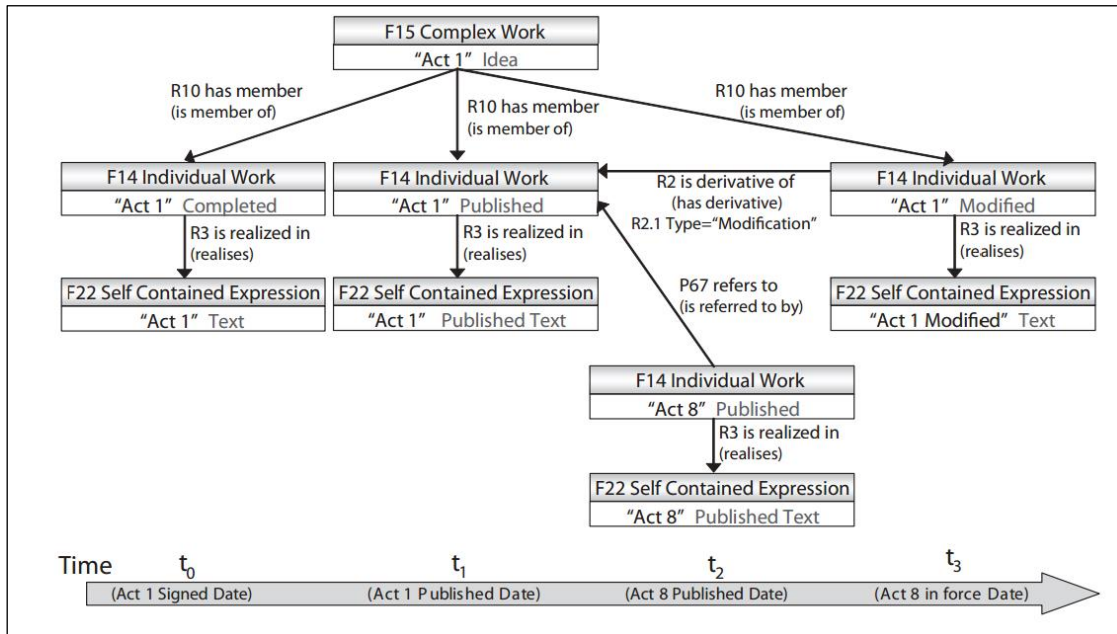 F15 Complex Work
“Act 1” Idea
R10 has member
(is member of)
R10 has member
(is member of)
R10 has member
(is member of)
F14 Individual Work
“Act 1” Completed
F14 Individual Work
“Act 1” Published
R2 is derivative of
(has derivative)
R2.1 Type=“Modification”
F14 Individual Work
“Act 1” Modified
R3 is realized in
(realises)
R3 is realized in
(realises)
R3 is realized in
(realises)
P67 refers to
(is referred to by)
F22 Self Contained Expression
“Act 1” Text
F22 Self Contained Expression
“Act 1” Published Text
F22 Self Contained Expression
“Act 1 Modified” Text
F14 Individual Work
“Act 8” Published
R3 is realized in
(realises)
F22 Self Contained Expression
“Act 8” Published Text
Time t0 t1 t2 t3
(Act 1 Signed Date) (Act 1 Published Date) (Act 8 Published Date) (Act 8 in force Date)